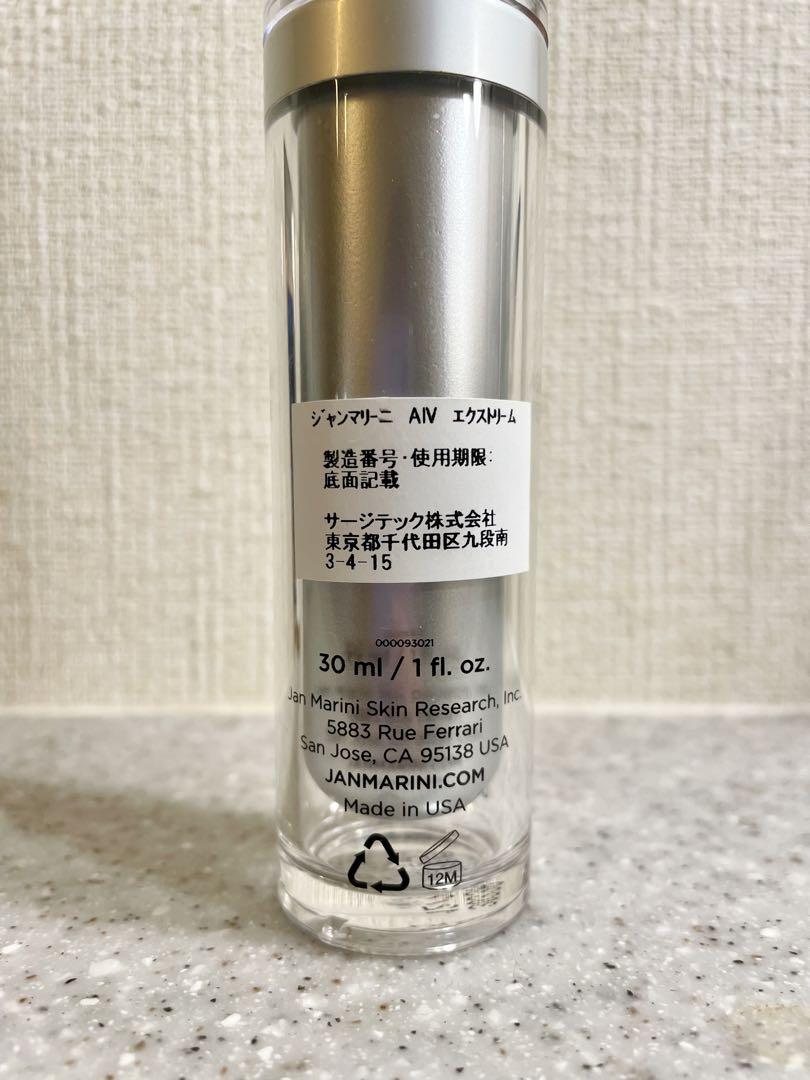 ジャンマリーニ AIV エクストリーム
製造番号・使用期限:
底面記載
サージテック株式会社
東京都千代田区九段南
3-4-15
000093021
30 ml / 1 fl. oz.
Jan Marini Skin Research, Inc.
5883 Rue Ferrari
San Jose, CA 95138 USA
JANMARINI.COM
Made in USA
12M